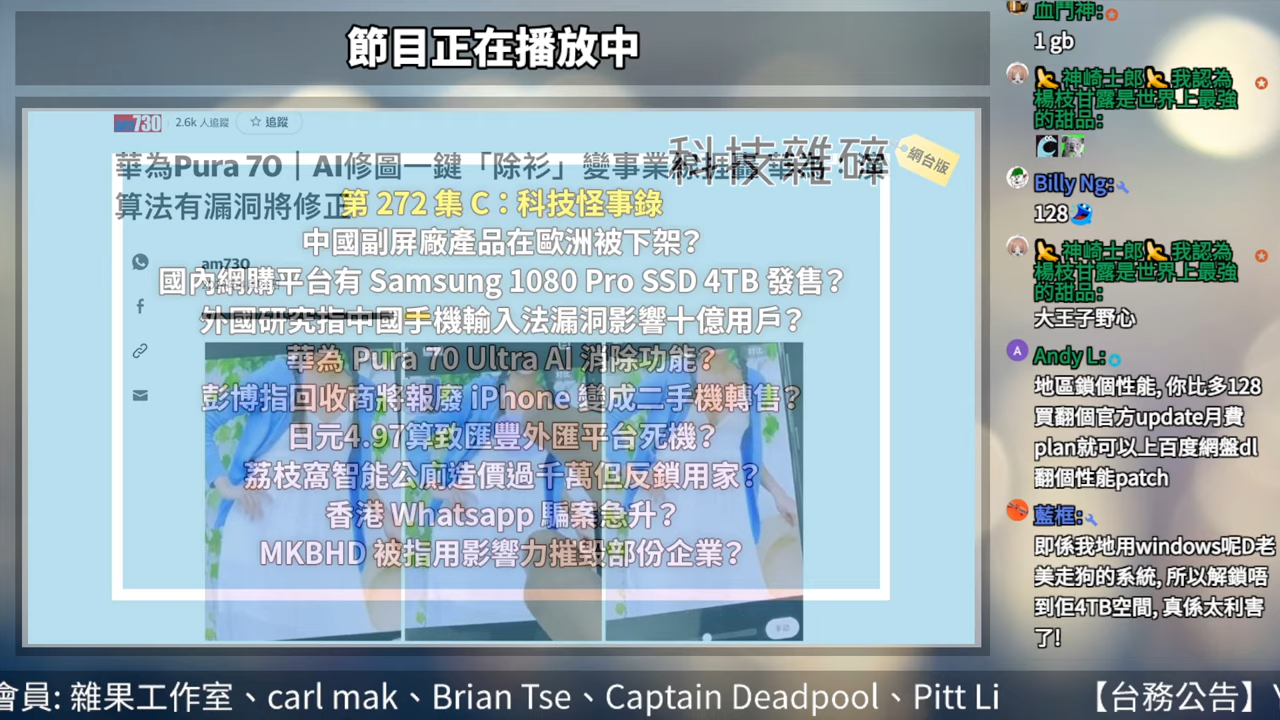 節目正在播放中
730
2.6k 人追蹤
☆ 追蹤
華為Pura 70｜AI修圖一鍵「除衫」變事業線
算法有漏洞將修正
科技雜碎
網台版
am730
第 272 集 C：科技怪事錄
中國副屏廠產品在歐洲被下架？
國內網購平台有 Samsung 1080 Pro SSD 4TB 發售？
外國研究指中國手機輸入法漏洞影響十億用戶？
華為 Pura 70 Ultra AI 消除功能？
彭博指回收商將報廢 iPhone 變成二手機轉售？
日元4.97算致匯豐外匯平台死機？
荔枝窩智能公廁造價過千萬但反鎖用家？
香港 Whatsapp 騙案急升？
MKBHD 被指用影響力摧毀部份企業？
血鬥神:
1 gb
神崎士郎 我認為
楊枝甘露是世界上最強
的甜品:
Billy Ng:
128
神崎士郎 我認為
楊枝甘露是世界上最強
的甜品:
大王子野心
A
Andy L:
地區鎖個性能, 你比多128
買翻個官方update月費
plan就可以上百度網盤dl
翻個性能patch
藍框:
即係我地用windows呢D老
美走狗的系統, 所以解鎖唔
到佢4TB空間, 真係太利害
了!
會員: 雜果工作室、carl mak、Brian Tse、Captain Deadpool、Pitt Li
【台務公告】